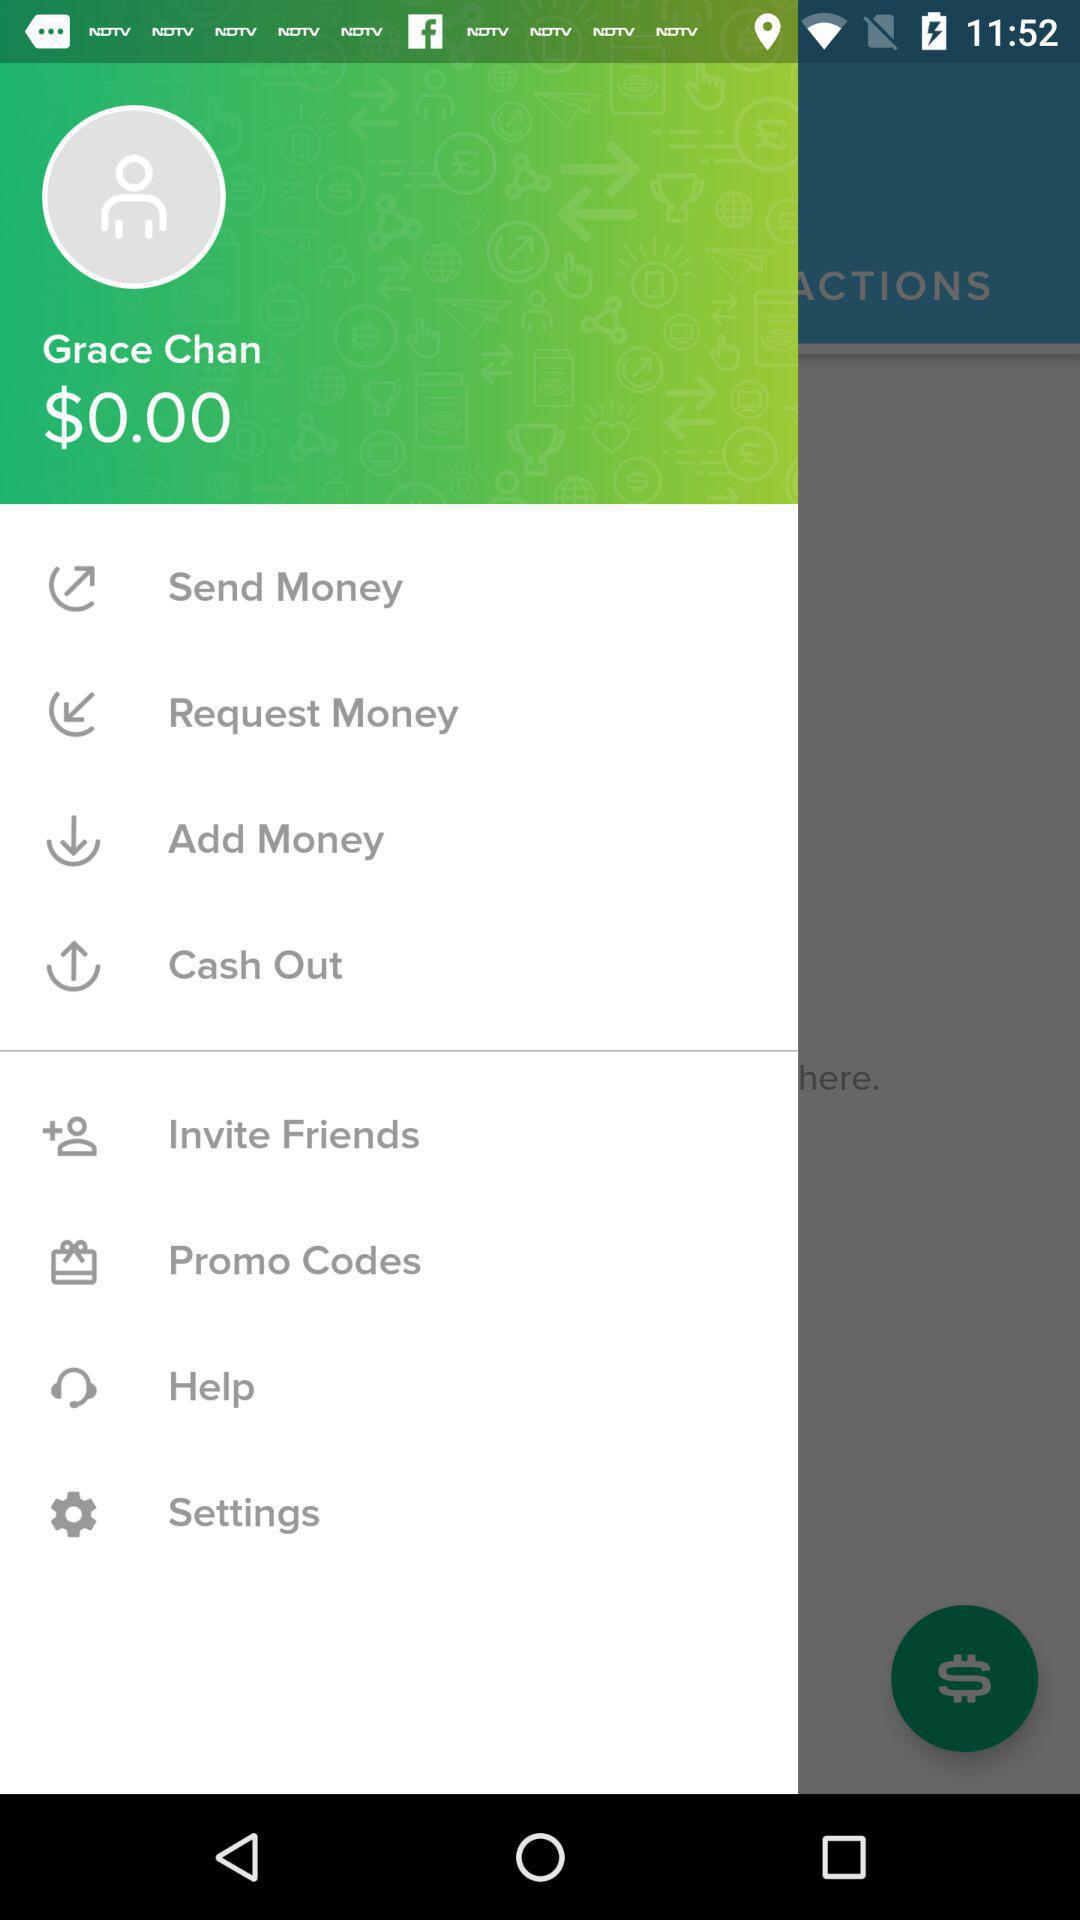 NDTV NDTV NDTV NDTV NDTV NDTV NDTV NDTV NDTV 11:52
ACTIONS
Grace Chan
$0.00
Send Money
Request Money
Add Money
Cash Out
here.
Invite Friends
Promo Codes
Help
Settings